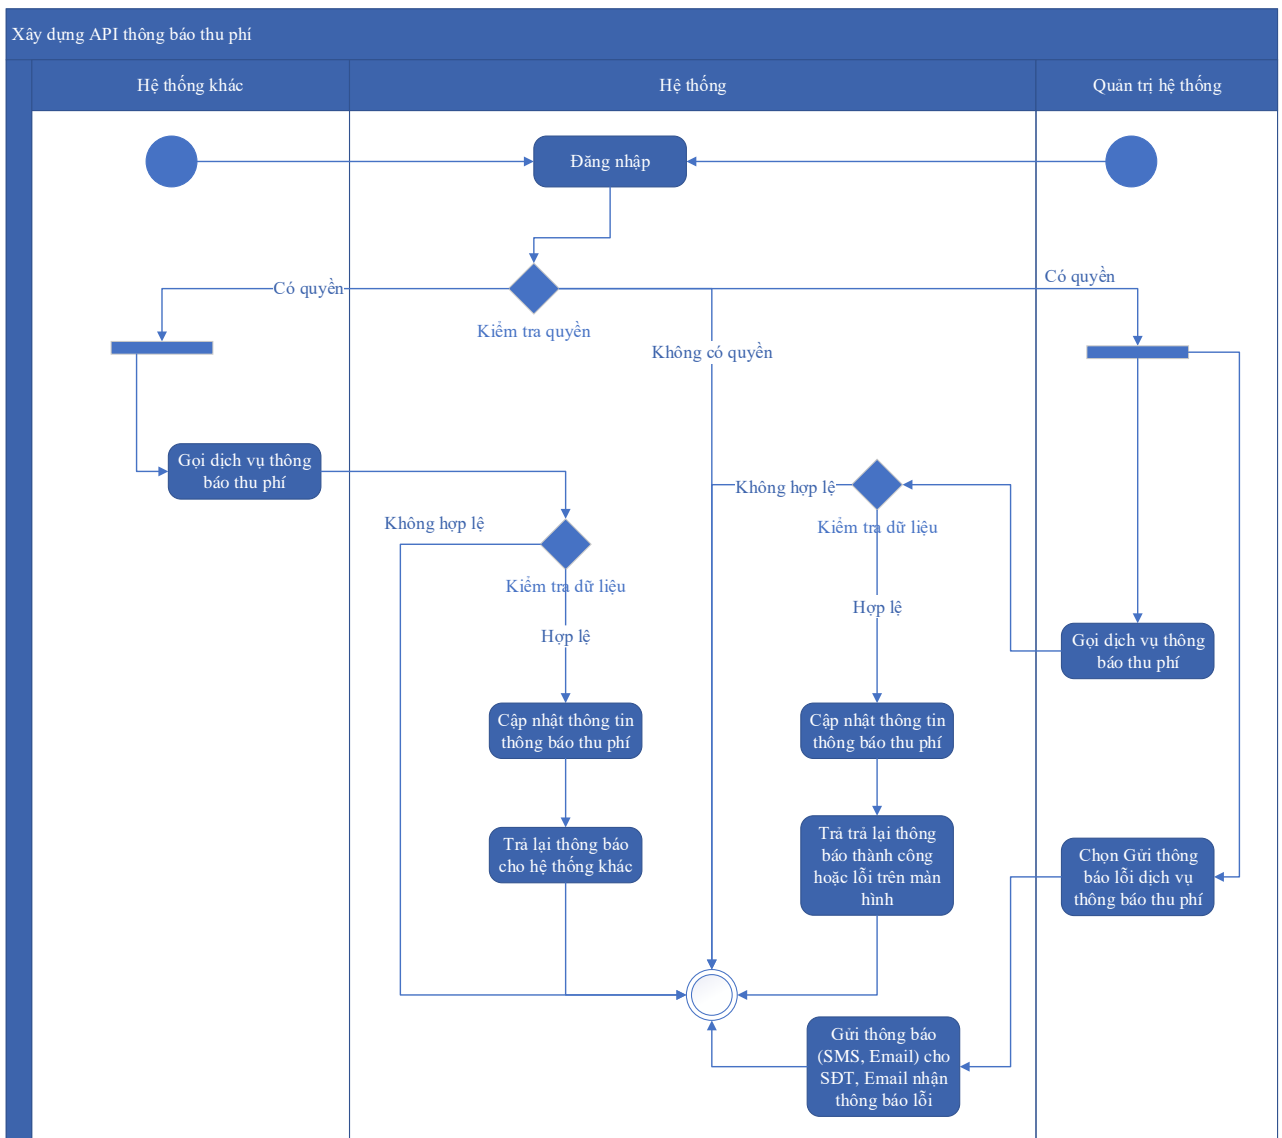 Xây dựng API thông báo thu phí
Hệ thống khác
Hệ thống
Quản trị hệ thống
Đăng nhập
Có quyền
Có quyền
Kiểm tra quyền
Không có quyền
Gọi dịch vụ thông
báo thu phí
Không hợp lệ
Kiểm tra dữ liệu
Không hợp lệ
Kiểm tra dữ liệu
Hợp lệ
Hợp lệ
Gọi dịch vụ thông
báo thu phí
Cập nhật thông tin
thông báo thu phí
Cập nhật thông tin
thông báo thu phí
Trả lại thông báo
cho hệ thống khác
Trả trả lại thông
báo thành công
hoặc lỗi trên màn
hình
Chọn Gửi thông
báo lỗi dịch vụ
thông báo thu phí
Gửi thông báo
(SMS, Email) cho
SĐT, Email nhận
thông báo lỗi